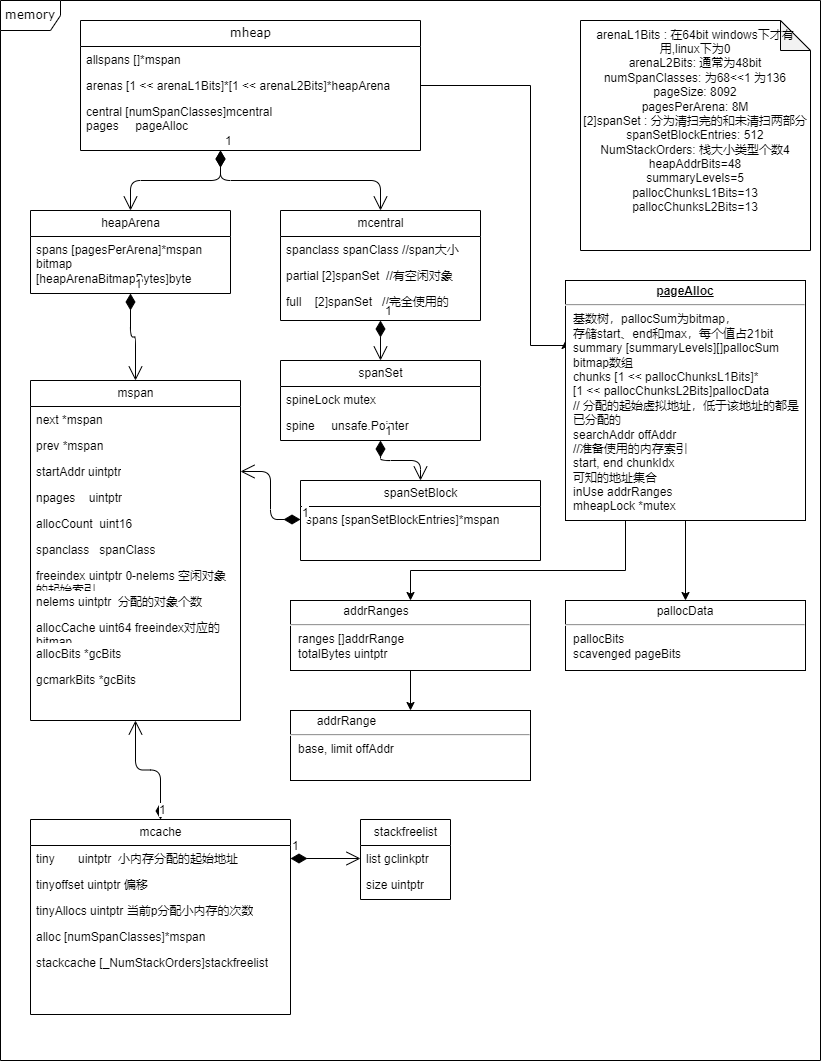 memory
mheap
allspans []*mspan
arenas [1 << arenaL1Bits]*[1 << arenaL2Bits]*heapArena
central [numSpanClasses]mcentral
pages pageAlloc
1
arenaL1Bits : 在64bit windows下才有
用,linux下为0
arenaL2Bits: 通常为48bit
numSpanClasses: 为68<<1 为136
pageSize: 8092
pagesPerArena: 8M
[2]spanSet : 分为清扫完的和未清扫两部分
spanSetBlockEntries: 512
NumStackOrders: 栈大小类型个数4
heapAddrBits=48
summaryLevels=5
pallocChunksL1Bits=13
pallocChunksL2Bits=13
heapArena
spans [pagesPerArena]*mspan
bitmap
[heapArenaBitmapBytes]byte
1
mcentral
spanclass spanClass //span大小
partial [2]spanSet //有空闲对象
full [2]spanSet //完全使用的
1
pageAlloc
基数树，pallocSum为bitmap，
存储start、end和max，每个值占21bit
summary [summaryLevels][]pallocSum
bitmap数组
chunks [1 << pallocChunksL1Bits]*
[1 << pallocChunksL2Bits]pallocData
// 分配的起始虚拟地址，低于该地址的都是
已分配的
searchAddr offAddr
//准备使用的内存索引
start, end chunkIdx
可知的地址集合
inUse addrRanges
mheapLock *mutex
spanSet
spineLock mutex
spine unsafe.Pointer
1
mspan
next *mspan
prev *mspan
startAddr uintptr
npages uintptr
allocCount uint16
spanclass spanClass
freeindex uintptr 0-nelems 空闲对象
的起始索引
nelems uintptr 分配的对象个数
allocCache uint64 freeindex对应的
bitmap
allocBits *gcBits
gcmarkBits *gcBits
spanSetBlock
1
spans [spanSetBlockEntries]*mspan
addrRanges
ranges []addrRange
totalBytes uintptr
pallocData
pallocBits
scavenged pageBits
addrRange
base, limit offAddr
1
mcache
tiny uintptr 小内存分配的起始地址
tinyoffset uintptr 偏移
tinyAllocs uintptr 当前p分配小内存的次数
alloc [numSpanClasses]*mspan
stackcache [_NumStackOrders]stackfreelist
1
stackfreelist
list gclinkptr
size uintptr